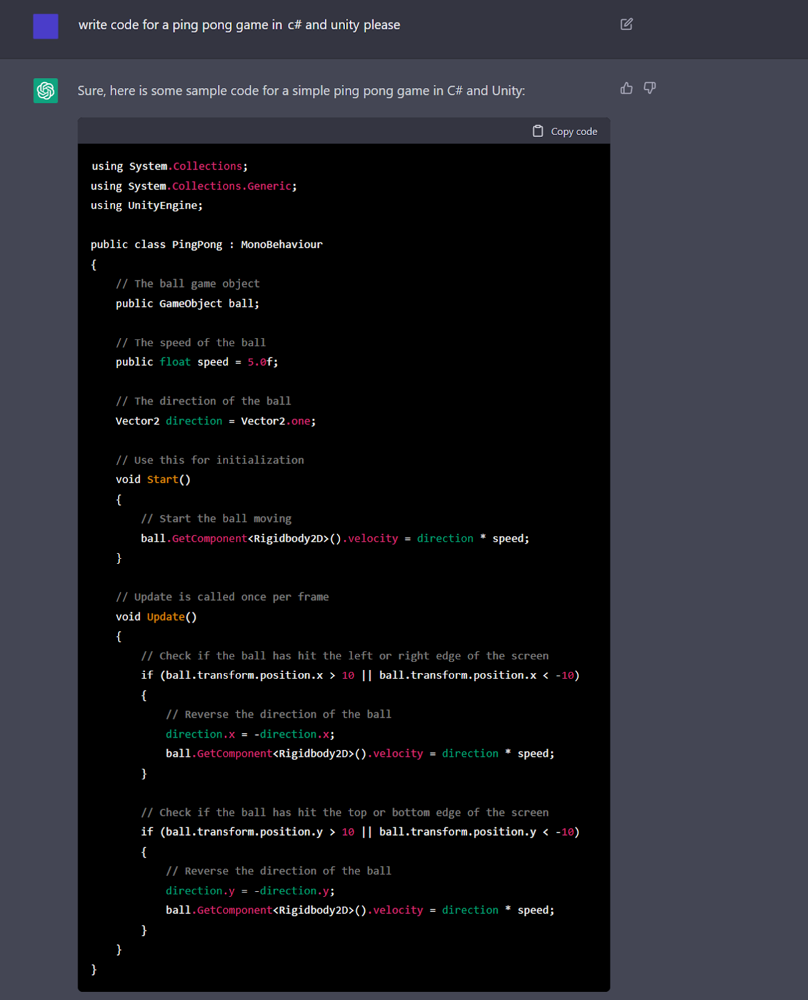 write code for a ping pong game in c# and unity please
Sure, here is some sample code for a simple ping pong game in C# and Unity:
Copy code
using System.Collections;
using System.Collections.Generic;
using UnityEngine;
public class PingPong : MonoBehaviour
{
// The ball game object
public GameObject ball;
// The speed of the ball
public float speed = 5.0f;
// The direction of the ball
Vector2 direction = Vector2.one;
// Use this for initialization
void Start()
{
// Start the ball moving
ball.GetComponent<Rigidbody2D>().velocity = direction * speed;
}
// Update is called once per frame
void Update()
{
// Check if the ball has hit the left or right edge of the screen
if (ball.transform.position.x > 10 || ball.transform.position.x < -10)
{
// Reverse the direction of the ball
direction.x = -direction.x;
ball.GetComponent<Rigidbody2D>().velocity = direction * speed;
}
// Check if the ball has hit the top or bottom edge of the screen
if (ball.transform.position.y > 10 || ball.transform.position.y < -10)
{
// Reverse the direction of the ball
direction.y = -direction.y;
ball.GetComponent<Rigidbody2D>().velocity = direction * speed;
}
}
}